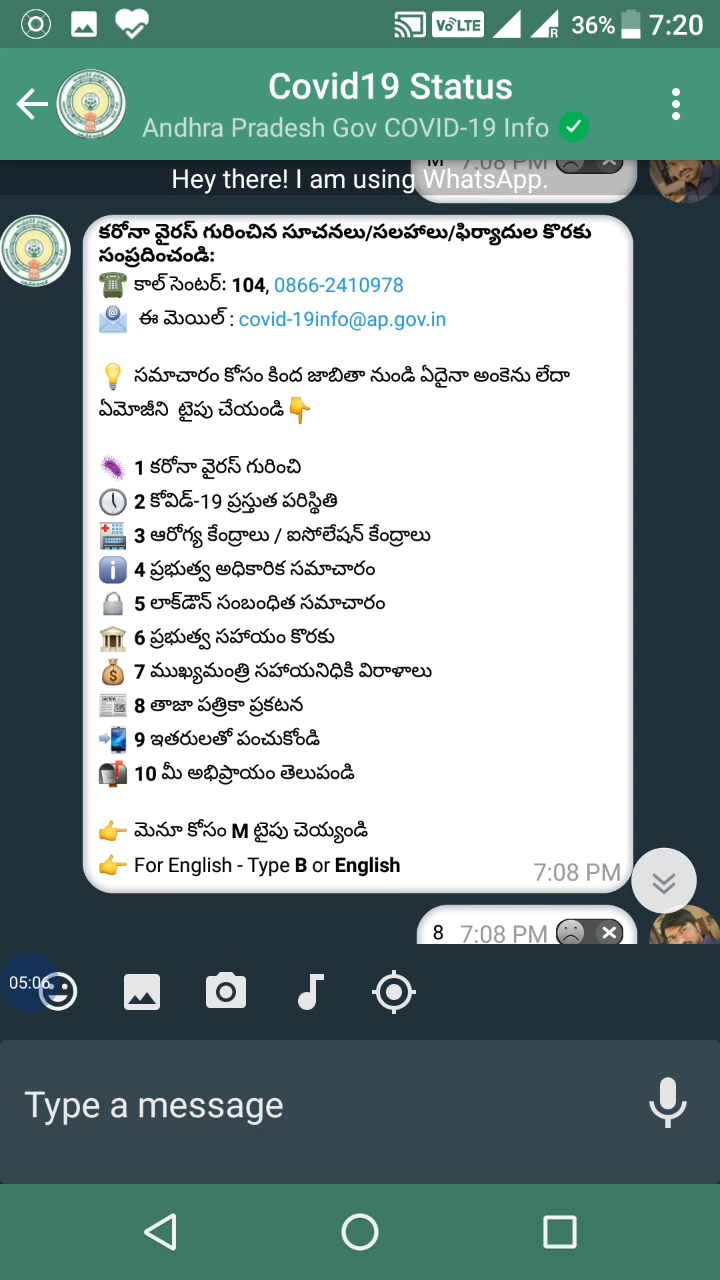 36% 7:20
Covid19 Status
Andhra Pradesh Gov COVID-19 Info
M 7:08 PM
Hey there! I am using WhatsApp.
కరోనా వైరస్ గురించిన సూచనలు/సలహాలు/ఫిర్యాదుల కొరకు
సంప్రదించండి:
కాల్ సెంటర్: 104, 0866-2410978
ఈ మెయిల్ : covid-19info@ap.gov.in
సమాచారం కోసం కింద జాబితా నుండి ఏదైనా అంకెను లేదా
ఏమోజీని టైపు చేయండి
1 కరోనా వైరస్ గురించి
2 కోవిడ్-19 ప్రస్తుత పరిస్థితి
3 ఆరోగ్య కేంద్రాలు / ఐసోలేషన్ కేంద్రాలు
4 ప్రభుత్వ అధికారిక సమాచారం
5 లాక్‌డౌన్ సంబంధిత సమాచారం
6 ప్రభుత్వ సహాయం కొరకు
7 ముఖ్యమంత్రి సహాయనిధికి విరాళాలు
8 తాజా పత్రికా ప్రకటన
9 ఇతరులతో పంచుకోండి
10 మీ అభిప్రాయం తెలుపండి
మెనూ కోసం M టైపు చెయ్యండి
For English - Type B or English
7:08 PM
8 7:08 PM
05:06
Type a message